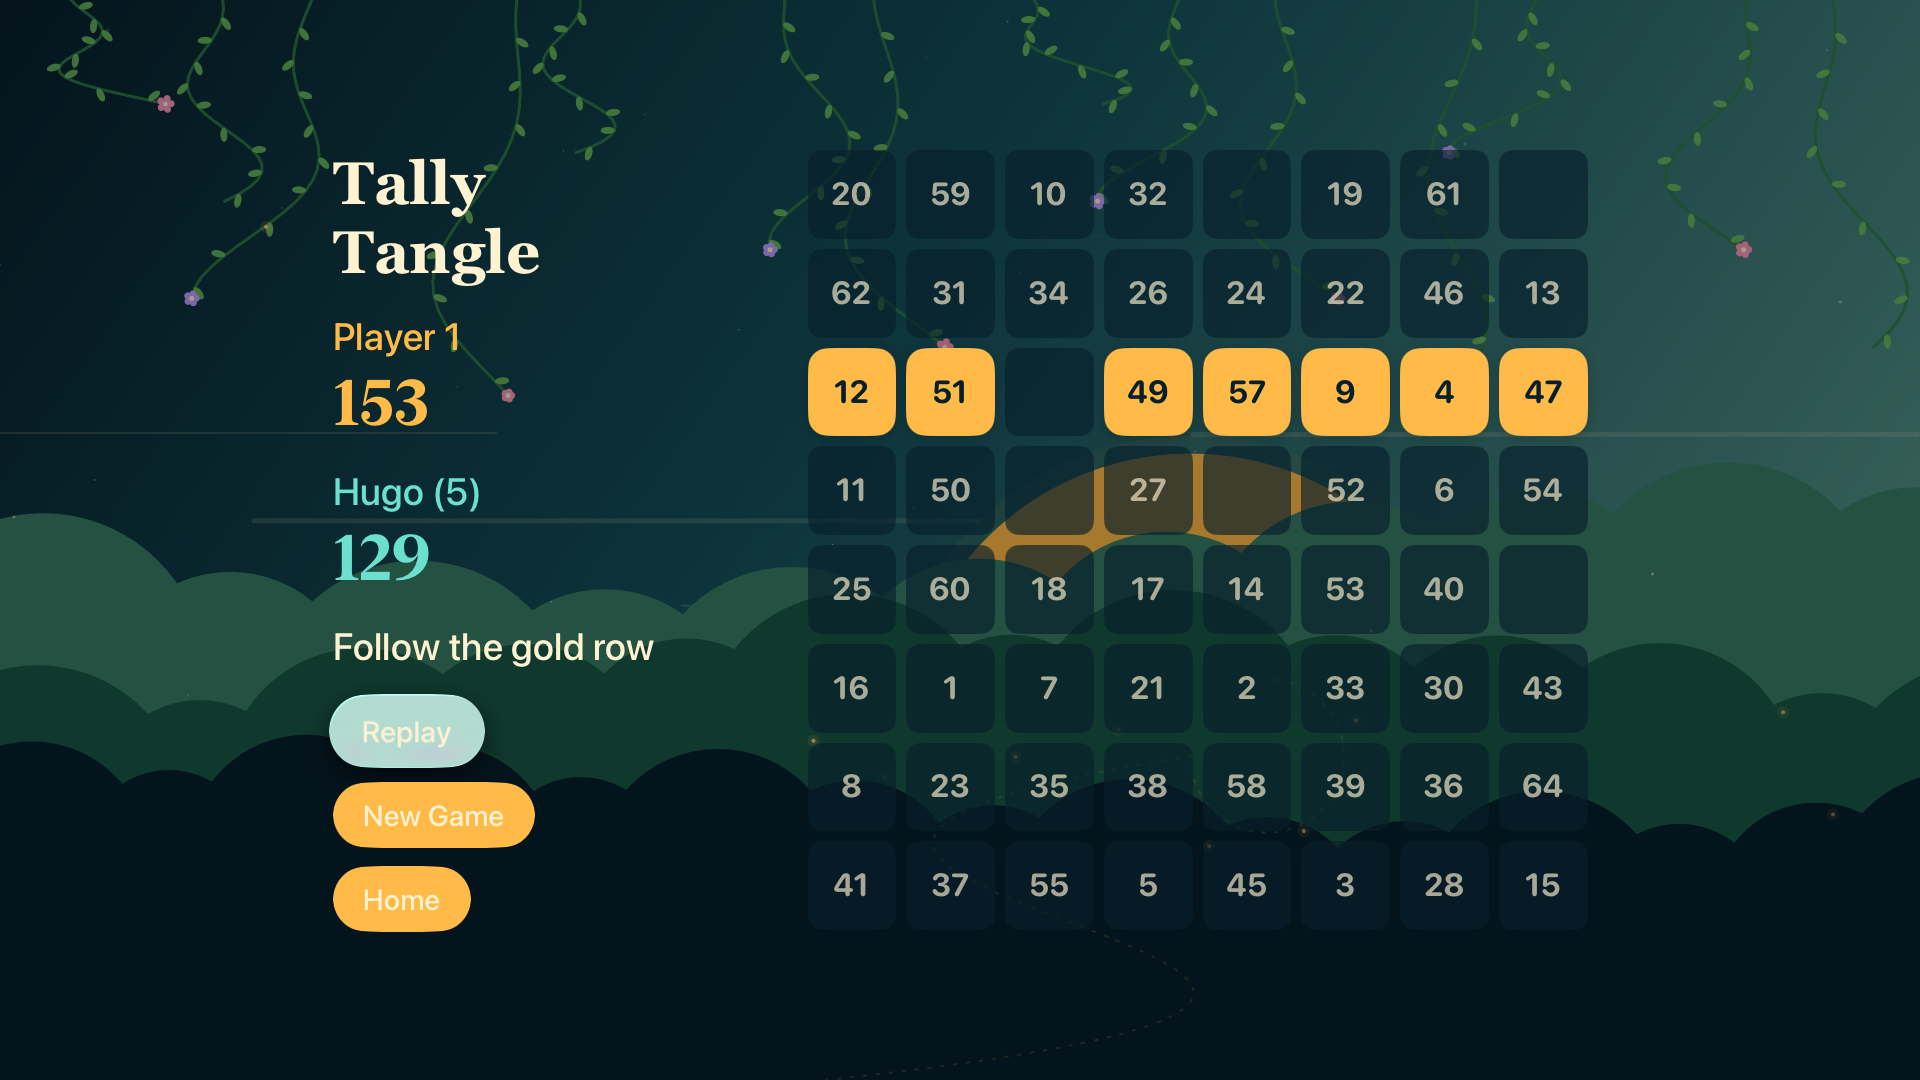 Tally
Tangle
Player 1
153
Hugo (5)
129
Follow the gold row
Replay
New Game
Home
20 59 10 32 19 61
62 31 34 26 24 22 46 13
12 51 49 57 9 4 47
11 50 27 52 6 54
25 60 18 17 14 53 40
16 1 7 21 2 33 30 43
8 23 35 38 58 39 36 64
41 37 55 5 45 3 28 15